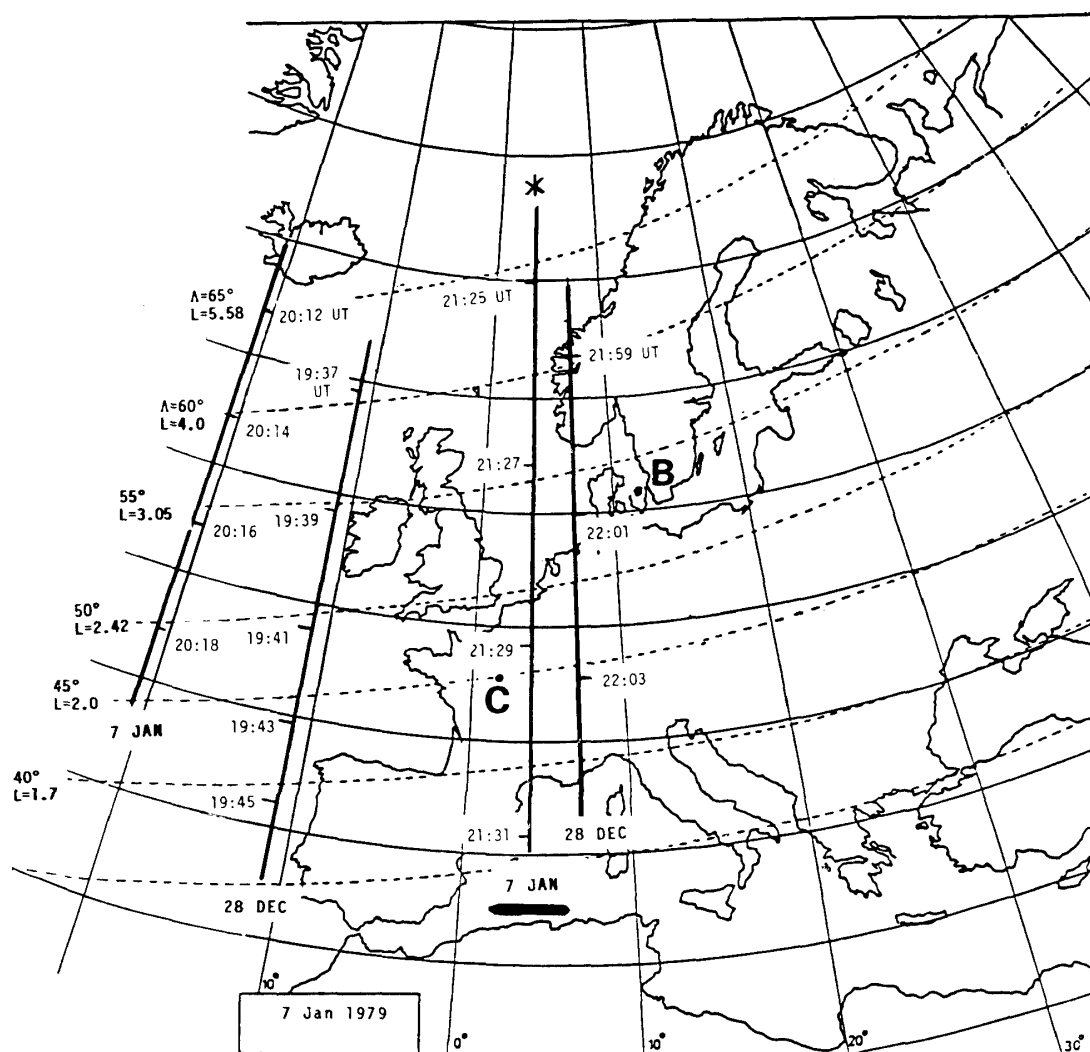 *
Λ=65°
L=5.58
20:12 UT
21:25 UT
21:59 UT
19:37
UT
Λ=60°
L=4.0
20:14
21:27
B
55°
L=3.05
20:16
19:39
22:01
50°
L=2.42
20:18
19:41
21:29
22:03
45°
L=2.0
C
7 JAN
19:43
40°
L=1.7
19:45
21:31
28 DEC
7 JAN
28 DEC
10°
7 Jan 1979
0°
10°
20°
30°